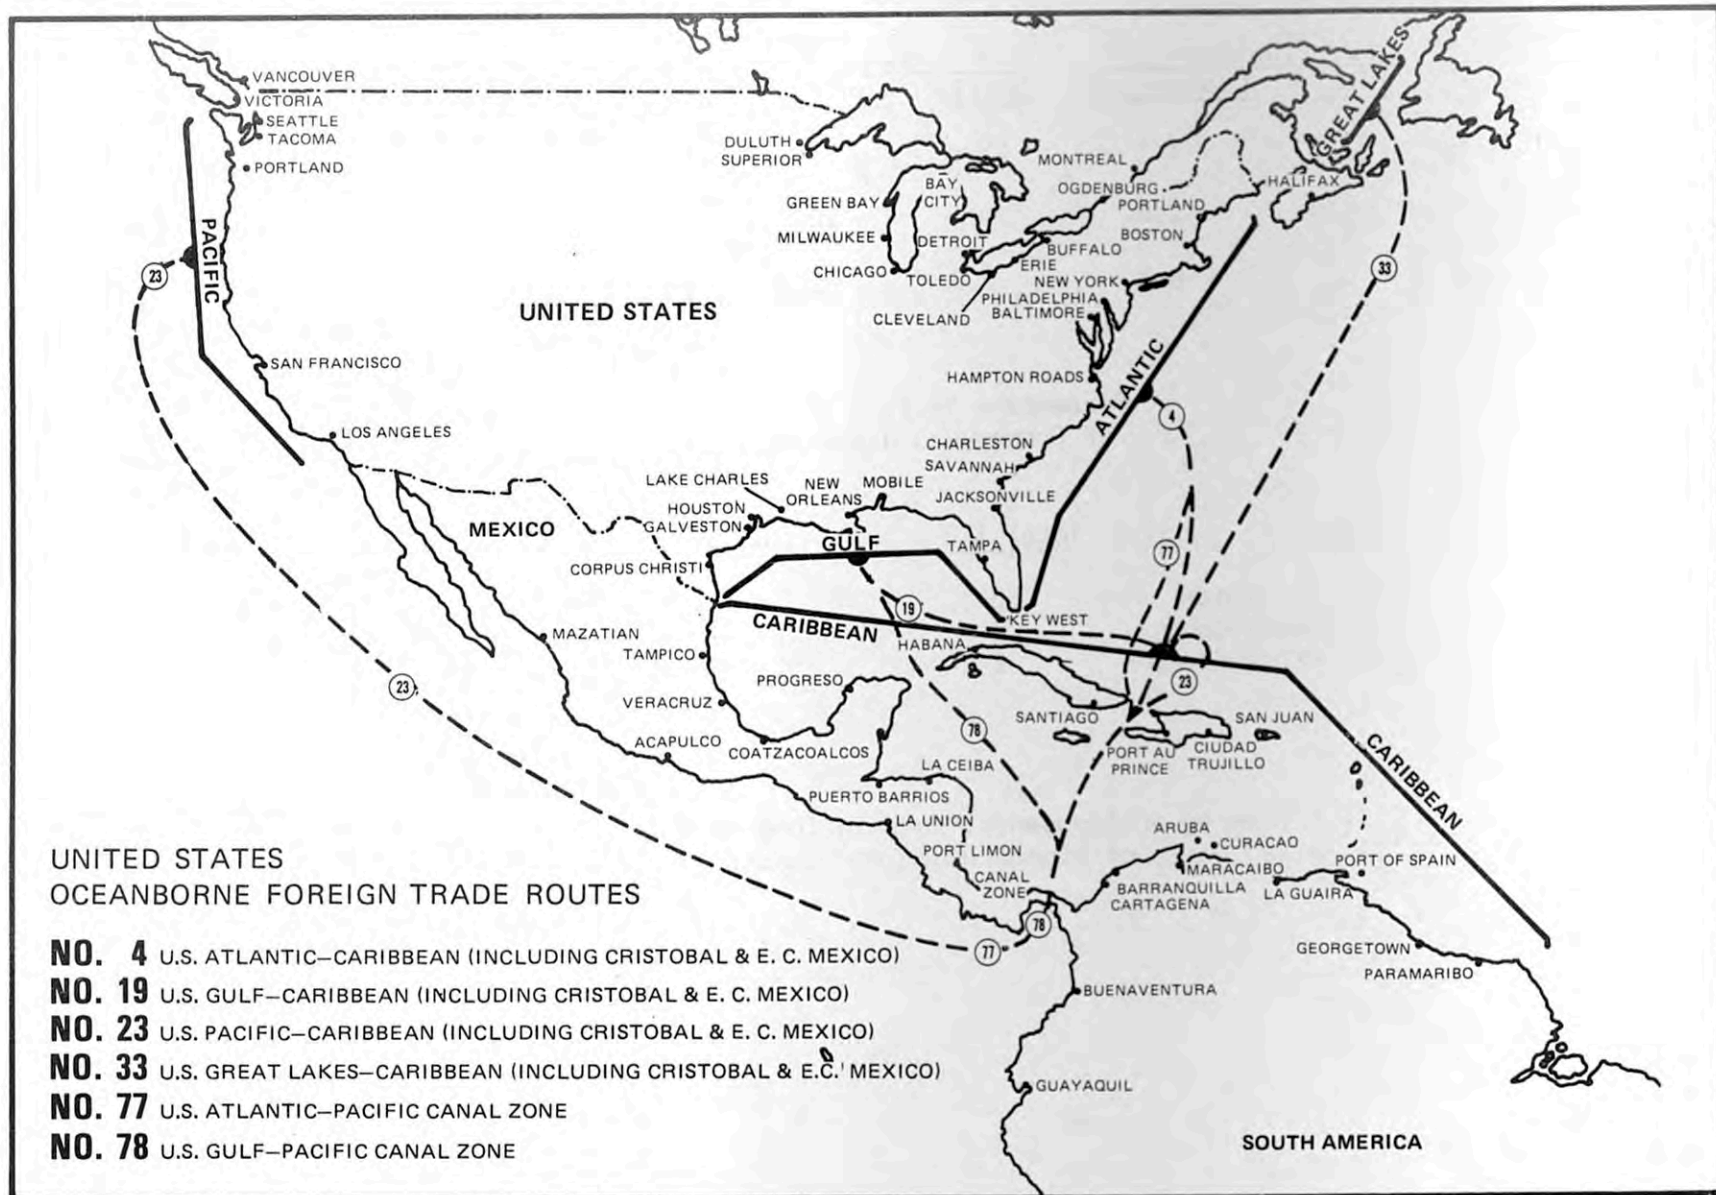 VANCOUVER
VICTORIA
SEATTLE
TACOMA
PORTLAND
PACIFIC
23
SAN FRANCISCO
LOS ANGELES
UNITED STATES
DULUTH
SUPERIOR
GREEN BAY
MILWAUKEE
CHICAGO
BAY
CITY
DETROIT
TOLEDO
CLEVELAND
ERIE
BUFFALO
MONTREAL
OGDENBURG
PORTLAND
BOSTON
NEW YORK
PHILADELPHIA
BALTIMORE
HALIFAX
GREAT LAKES
33
HAMPTON ROADS
ATLANTIC
4
CHARLESTON
SAVANNAH
JACKSONVILLE
LAKE CHARLES
NEW
ORLEANS
MOBILE
HOUSTON
GALVESTON
MEXICO
GULF
TAMPA
77
CORPUS CHRISTI
19
KEY WEST
CARIBBEAN
HABANA
MAZATIAN
TAMPICO
PROGRESO
VERACRUZ
23
23
SANTIAGO
SAN JUAN
78
ACAPULCO
COATZACOALCOS
PORT AU
PRINCE
CIUDAD
TRUJILLO
CARIBBEAN
LA CEIBA
PUERTO BARRIOS
LA UNION
PORT LIMON
CANAL
ZONE
ARUBA
CURACAO
MARACAIBO
BARRANQUILLA
CARTAGENA
PORT OF SPAIN
LA GUAIRA
78
77
GEORGETOWN
PARAMARIBO
BUENAVENTURA
GUAYAQUIL
SOUTH AMERICA
UNITED STATES
OCEANBORNE FOREIGN TRADE ROUTES
NO. 4 U.S. ATLANTIC–CARIBBEAN (INCLUDING CRISTOBAL & E. C. MEXICO)
NO. 19 U.S. GULF–CARIBBEAN (INCLUDING CRISTOBAL & E. C. MEXICO)
NO. 23 U.S. PACIFIC–CARIBBEAN (INCLUDING CRISTOBAL & E. C. MEXICO)
NO. 33 U.S. GREAT LAKES–CARIBBEAN (INCLUDING CRISTOBAL & E.C. MEXICO)
NO. 77 U.S. ATLANTIC–PACIFIC CANAL ZONE
NO. 78 U.S. GULF–PACIFIC CANAL ZONE